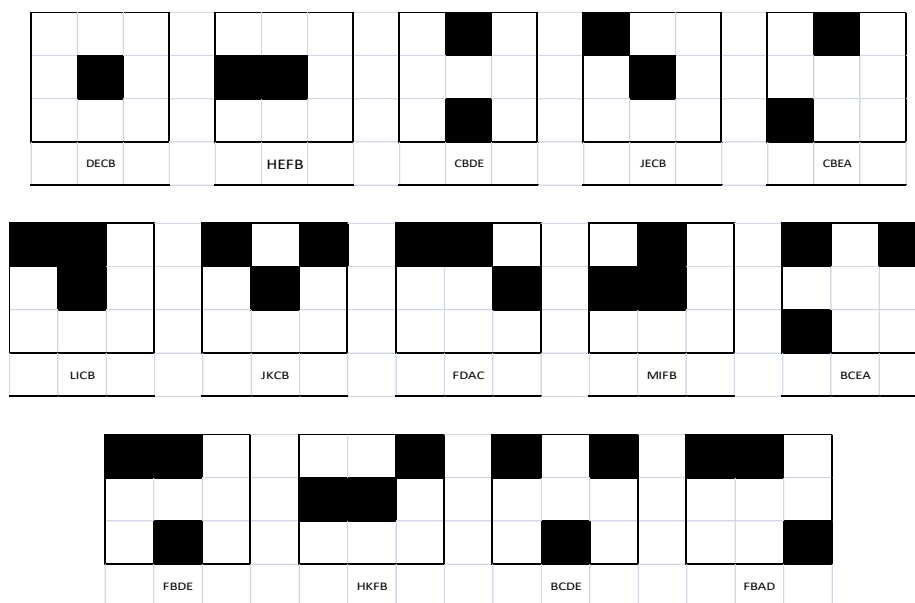 DECB HEFB CBDE JECB CBEA
LICB JKCB FDAC MIFB BCEA
FBDE HKFB BCDE FBAD